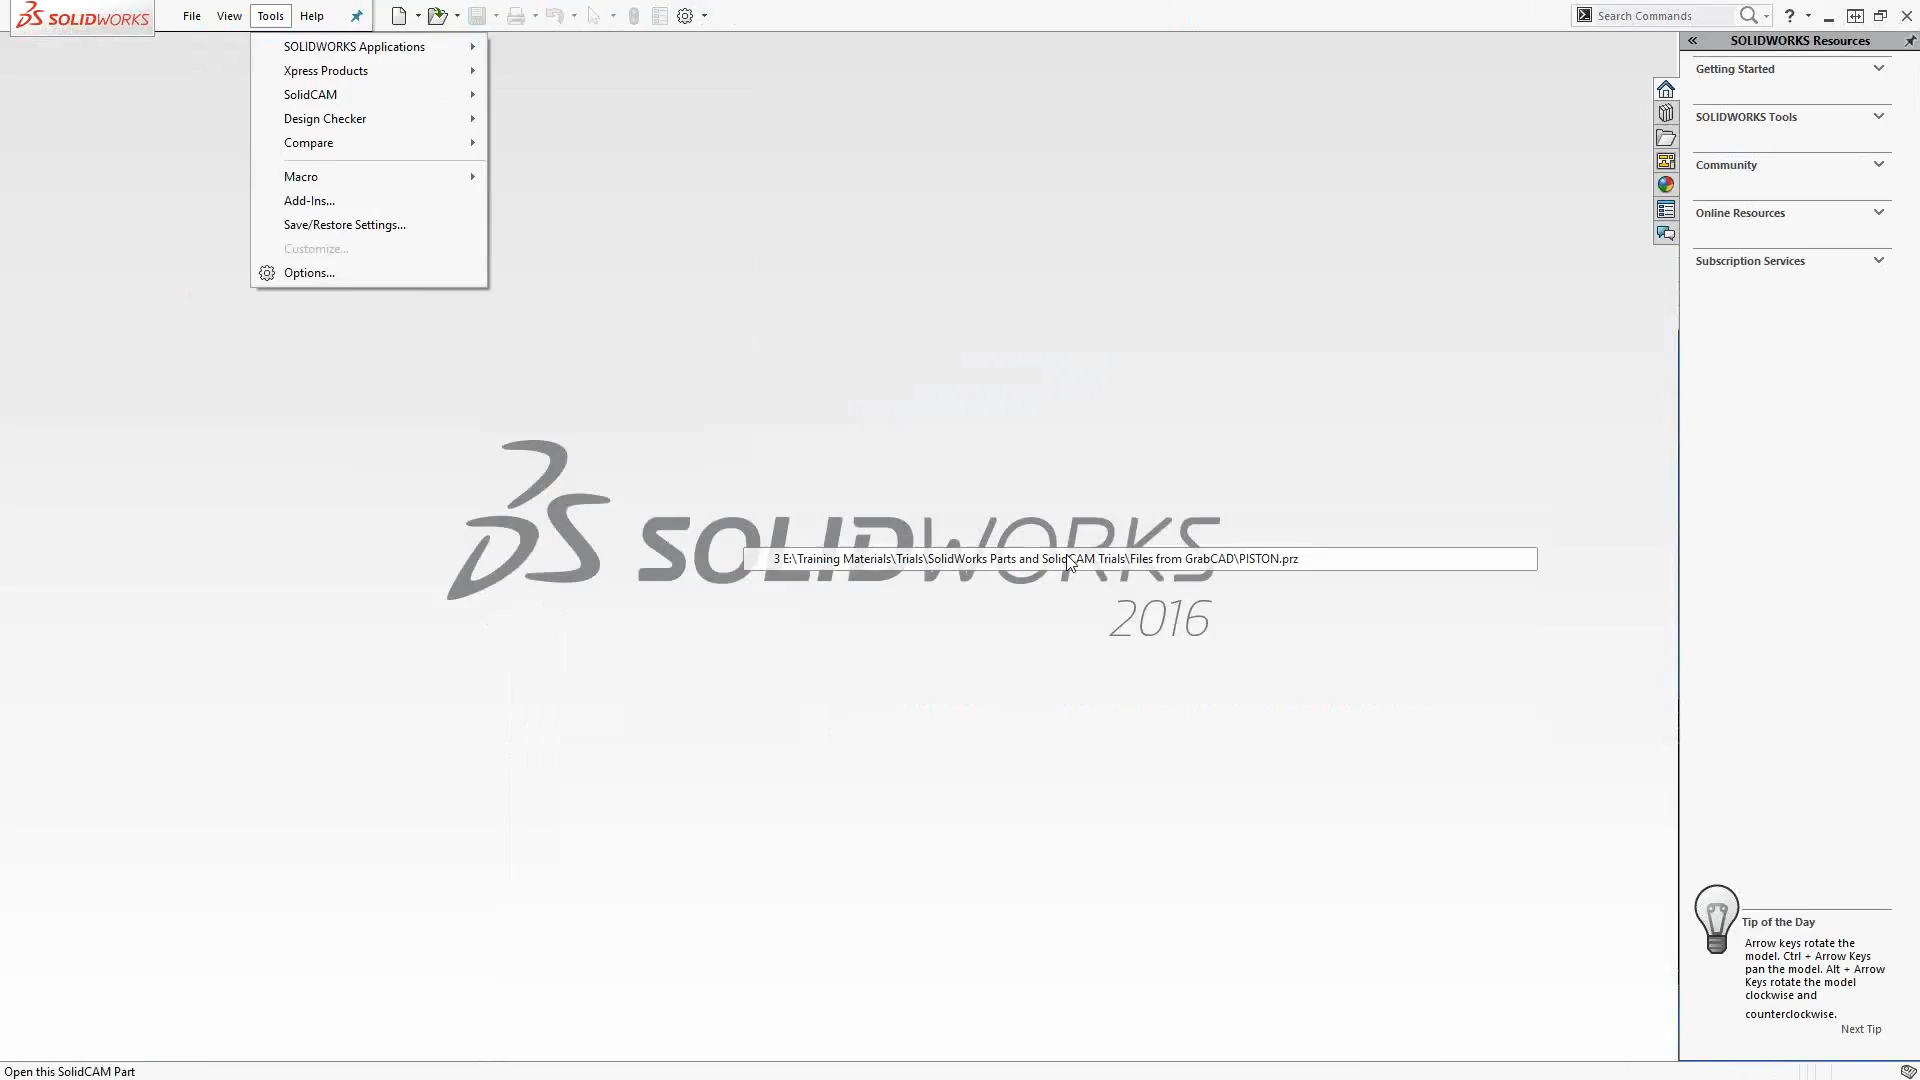 SOLIDWORKS
File View Tools Help
Search Commands
?
SOLIDWORKS Resources
SOLIDWORKS Applications
Xpress Products
SolidCAM
Design Checker
Compare
Macro
Add-Ins...
Save/Restore Settings...
Customize...
Options...
Getting Started
SOLIDWORKS Tools
Community
Online Resources
Subscription Services
SOLIDWORKS
3 E:\Training Materials\Trials\SolidWorks Parts and SolidCAM Trials\Files from GrabCAD\PISTON.prz
2016
Tip of the Day
Arrow keys rotate the
model. Ctrl + Arrow Keys
pan the model. Alt + Arrow
Keys rotate the model
clockwise and
counterclockwise.
Next Tip
Open this SolidCAM Part